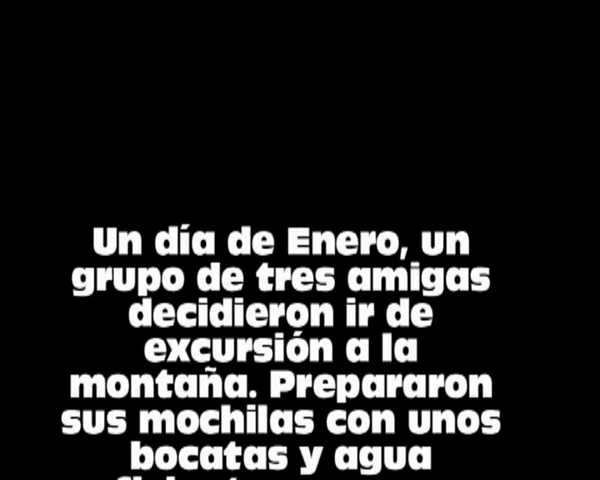 Un día de Enero, un
grupo de tres amigas
decidieron ir de
excursión a la
montaña. Prepararon
sus mochilas con unos
bocatas y agua